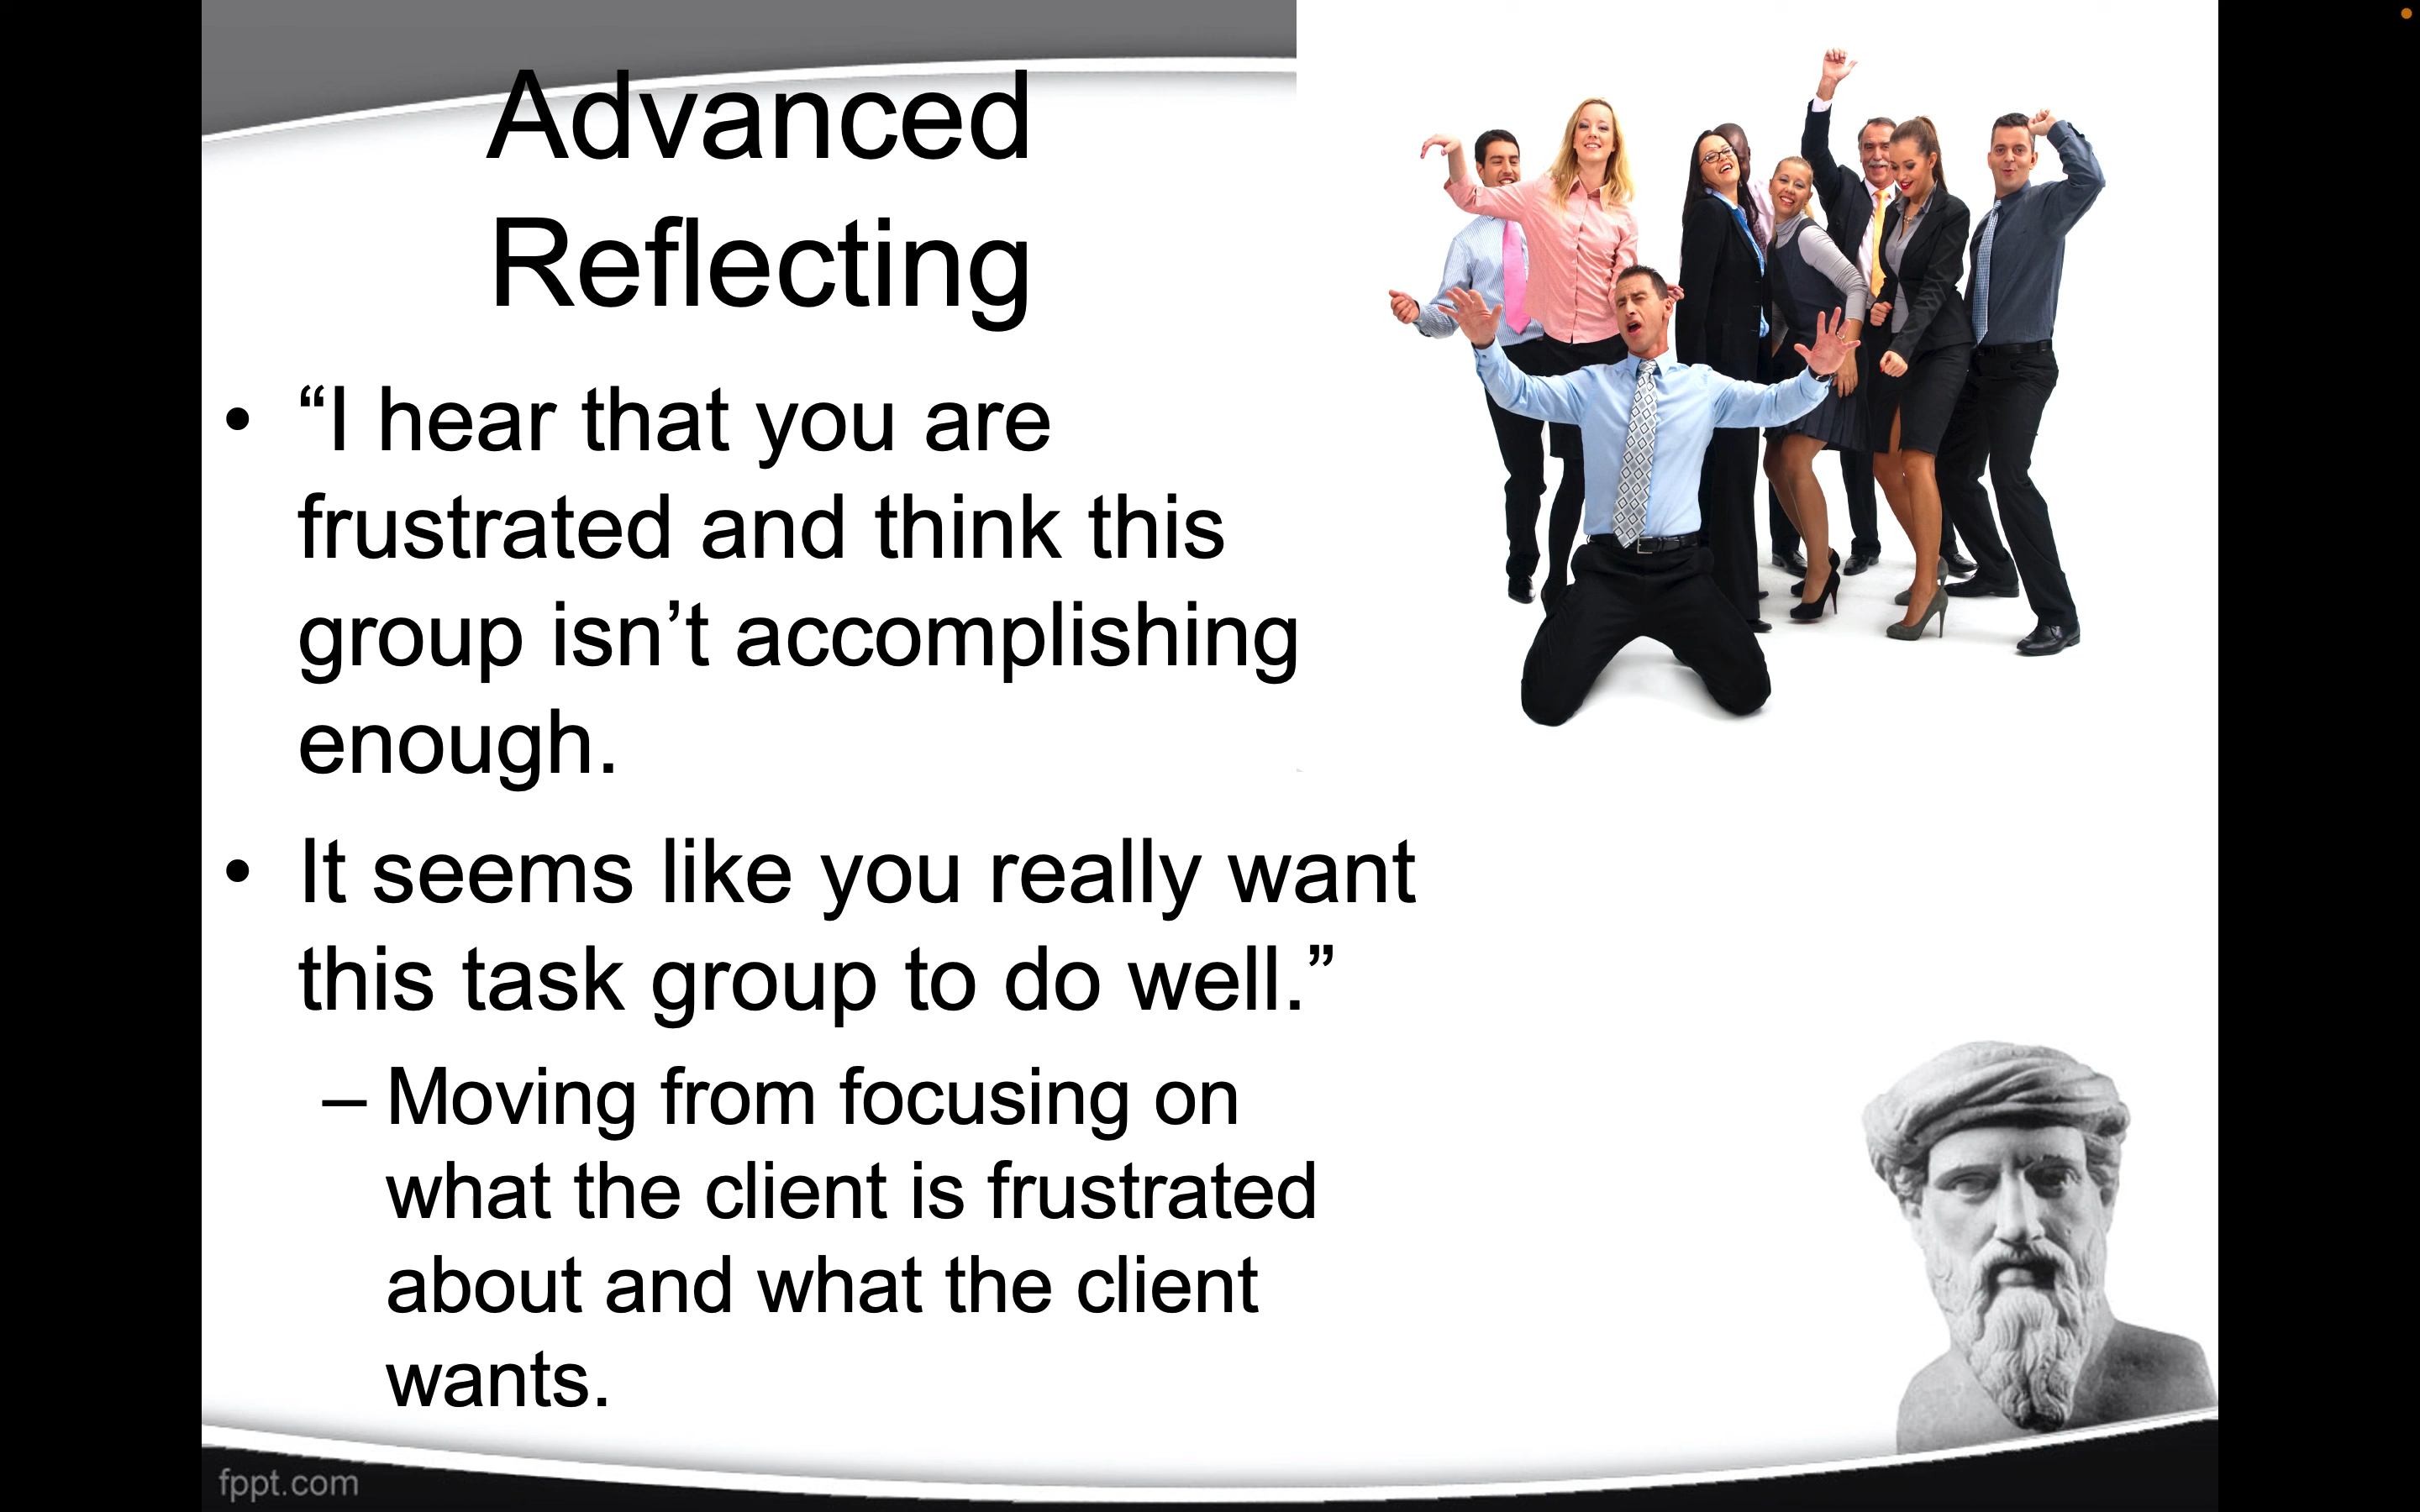 Advanced
Reflecting
• “I hear that you are
frustrated and think this
group isn’t accomplishing
enough.
• It seems like you really want
this task group to do well.”
– Moving from focusing on
what the client is frustrated
about and what the client
wants.
fppt.com